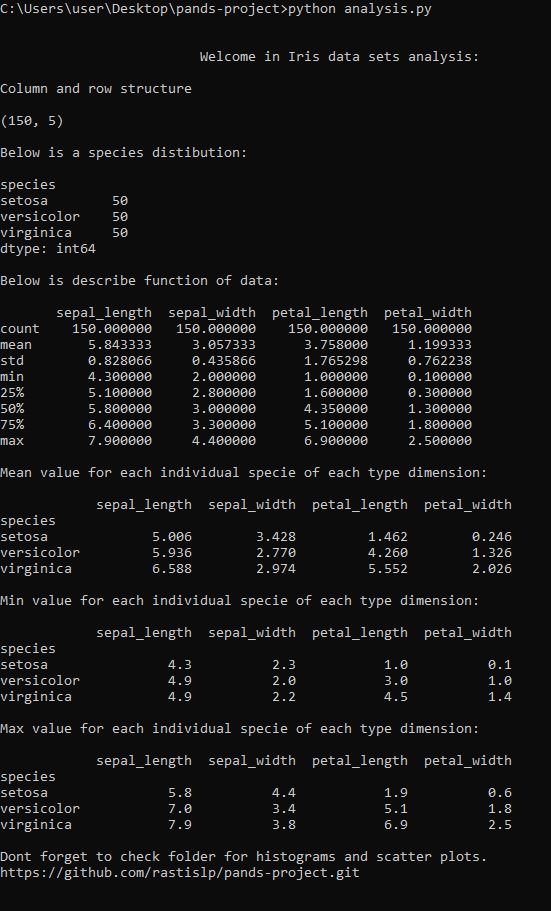 C:\Users\user\Desktop\pands-project>python analysis.py
Welcome in Iris data sets analysis:
Column and row structure
(150, 5)
Below is a species distibution:
species
setosa 50
versicolor 50
virginica 50
dtype: int64
Below is describe function of data:
sepal_length sepal_width petal_length petal_width
count 150.000000 150.000000 150.000000 150.000000
mean 5.843333 3.057333 3.758000 1.199333
std 0.828066 0.435866 1.765298 0.762238
min 4.300000 2.000000 1.000000 0.100000
25% 5.100000 2.800000 1.600000 0.300000
50% 5.800000 3.000000 4.350000 1.300000
75% 6.400000 3.300000 5.100000 1.800000
max 7.900000 4.400000 6.900000 2.500000
Mean value for each individual specie of each type dimension:
sepal_length sepal_width petal_length petal_width
species
setosa 5.006 3.428 1.462 0.246
versicolor 5.936 2.770 4.260 1.326
virginica 6.588 2.974 5.552 2.026
Min value for each individual specie of each type dimension:
sepal_length sepal_width petal_length petal_width
species
setosa 4.3 2.3 1.0 0.1
versicolor 4.9 2.0 3.0 1.0
virginica 4.9 2.2 4.5 1.4
Max value for each individual specie of each type dimension:
sepal_length sepal_width petal_length petal_width
species
setosa 5.8 4.4 1.9 0.6
versicolor 7.0 3.4 5.1 1.8
virginica 7.9 3.8 6.9 2.5
Dont forget to check folder for histograms and scatter plots.
https://github.com/rastislp/pands-project.git